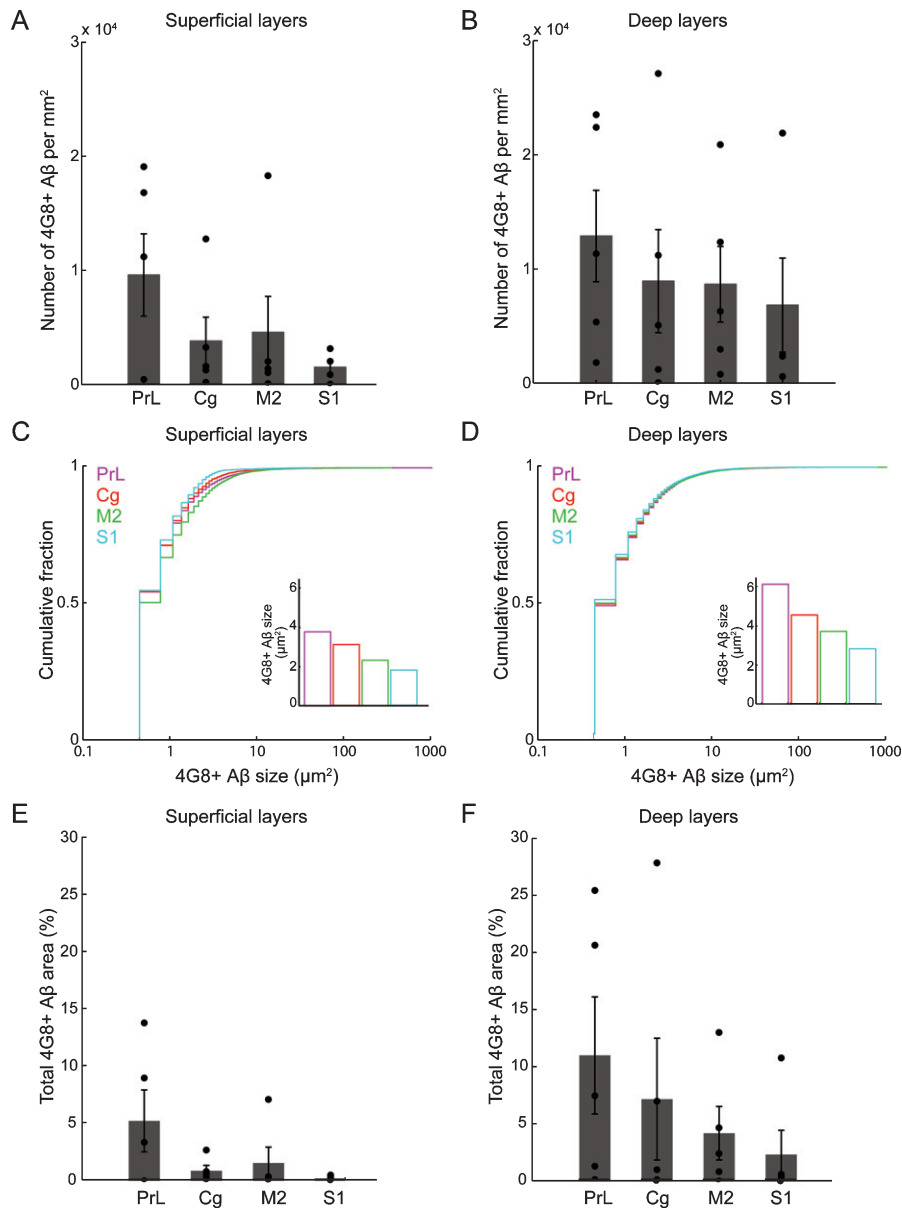 A
Superficial layers
x 10⁴
3
2
1
0
Number of 4G8+ Aβ per mm²
PrL Cg M2 S1
B
Deep layers
x 10⁴
3
2
1
0
Number of 4G8+ Aβ per mm²
PrL Cg M2 S1
C
Superficial layers
1
0.5
0
Cumulative fraction
PrL
Cg
M2
S1
6
4
2
0
4G8+ Aβ size
(µm²)
0.1 1 10 100 1000
4G8+ Aβ size (µm²)
D
Deep layers
1
0.5
0
Cumulative fraction
PrL
Cg
M2
S1
6
4
2
0
4G8+ Aβ size
(µm²)
0.1 1 10 100 1000
4G8+ Aβ size (µm²)
E
Superficial layers
30
25
20
15
10
5
0
Total 4G8+ Aβ area (%)
PrL Cg M2 S1
F
Deep layers
30
25
20
15
10
5
0
Total 4G8+ Aβ area (%)
PrL Cg M2 S1